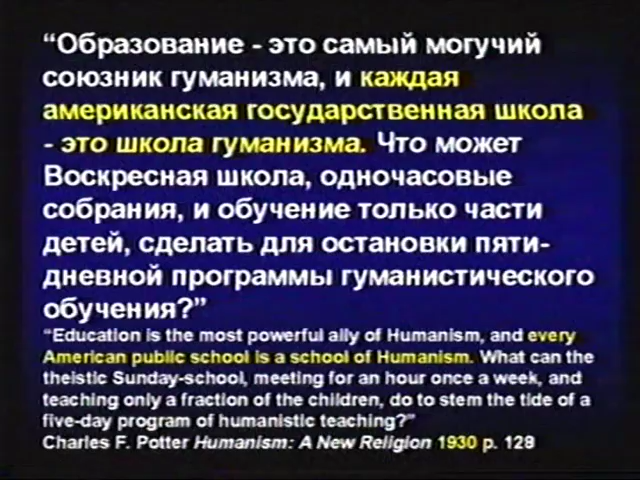 “Образование - это самый могучий
союзник гуманизма, и каждая
американская государственная школа
- это школа гуманизма. Что может
Воскресная школа, одночасовые
собрания, и обучение только части
детей, сделать для остановки пяти-
дневной программы гуманистического
обучения?”
“Education is the most powerful ally of Humanism, and every
American public school is a school of Humanism. What can the
theistic Sunday-school, meeting for an hour once a week, and
teaching only a fraction of the children, do to stem the tide of a
five-day program of humanistic teaching?”
Charles F. Potter Humanism: A New Religion 1930 p. 128